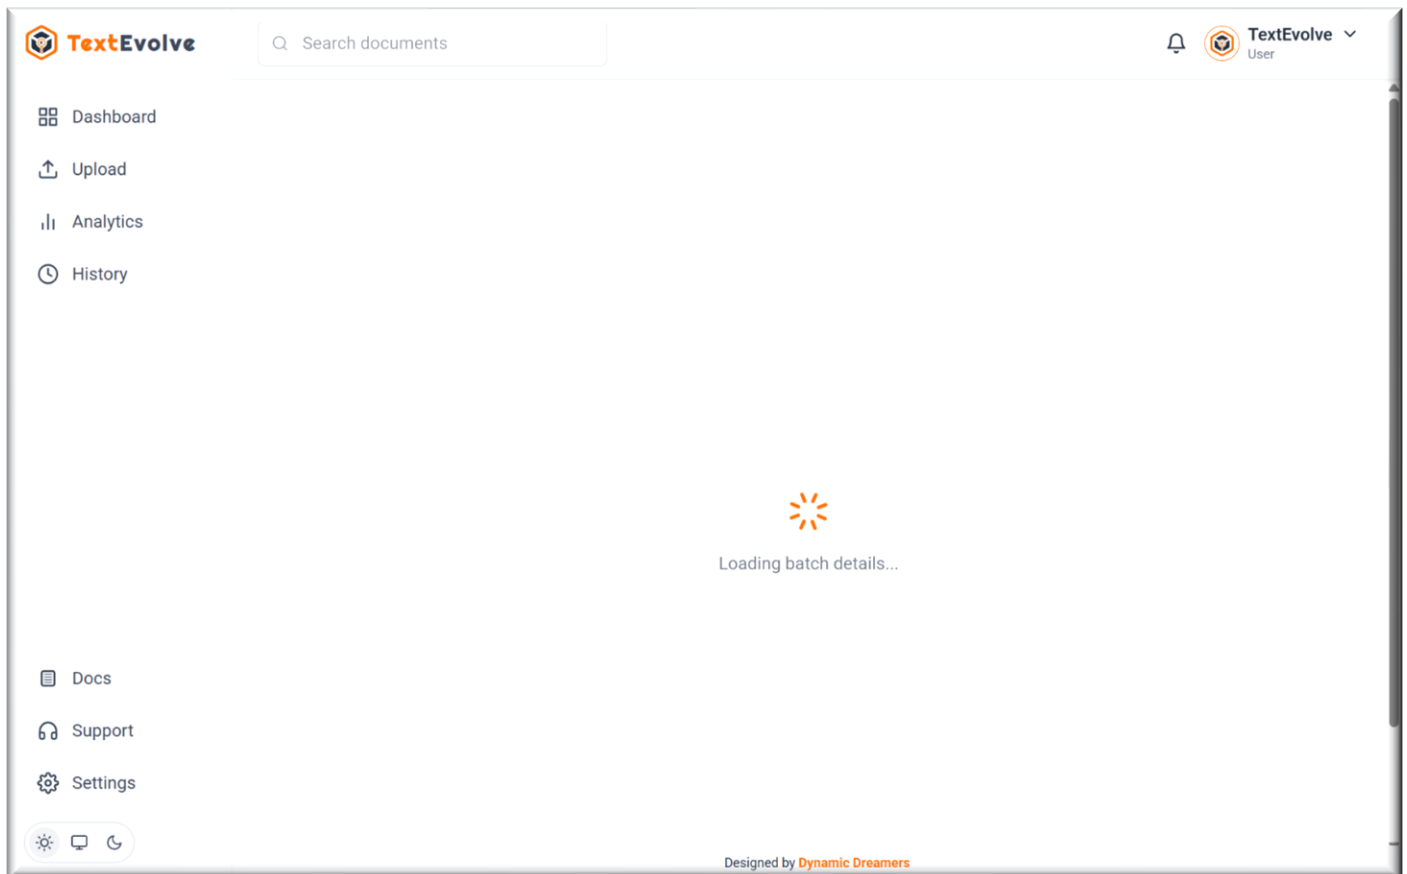 TextEvolve
Search documents
TextEvolve
User
Dashboard
Upload
Analytics
History
Loading batch details...
Docs
Support
Settings
Designed by Dynamic Dreamers